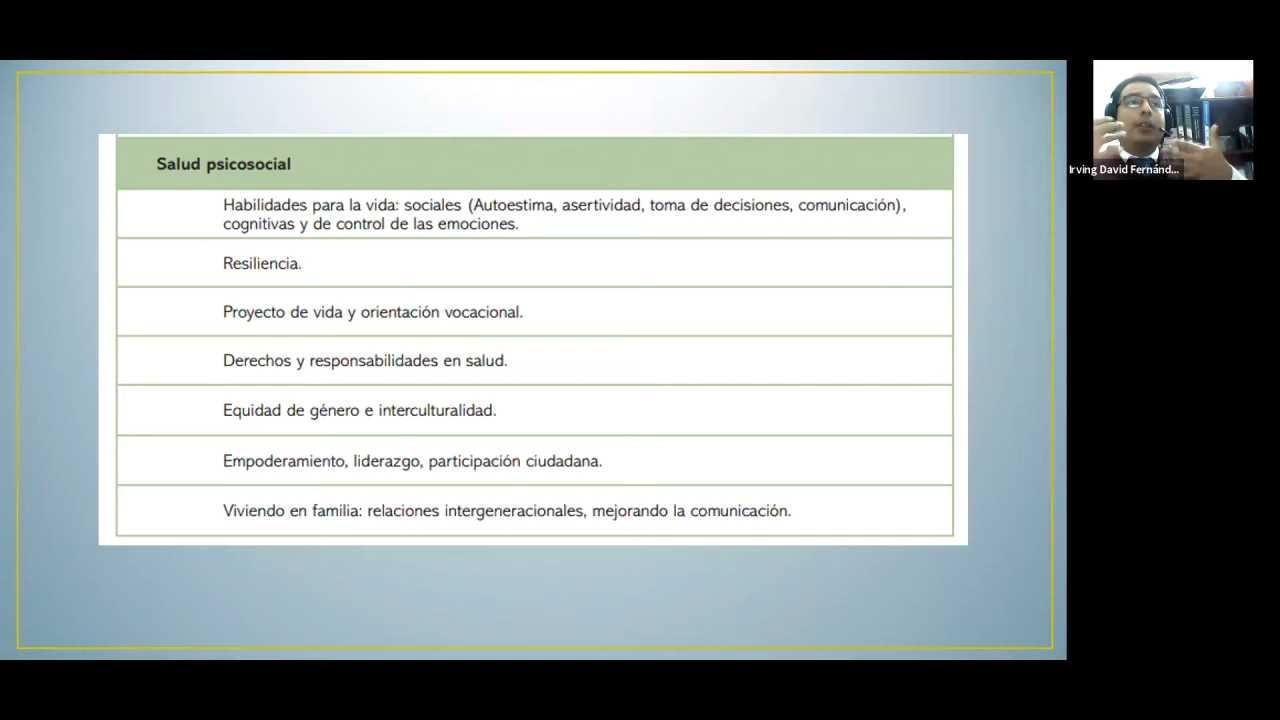 Salud psicosocial
Habilidades para la vida: sociales (Autoestima, asertividad, toma de decisiones, comunicación),
cognitivas y de control de las emociones.
Resiliencia.
Proyecto de vida y orientación vocacional.
Derechos y responsabilidades en salud.
Equidad de género e interculturalidad.
Empoderamiento, liderazgo, participación ciudadana.
Viviendo en familia: relaciones intergeneracionales, mejorando la comunicación.
Irving David Fernánd...